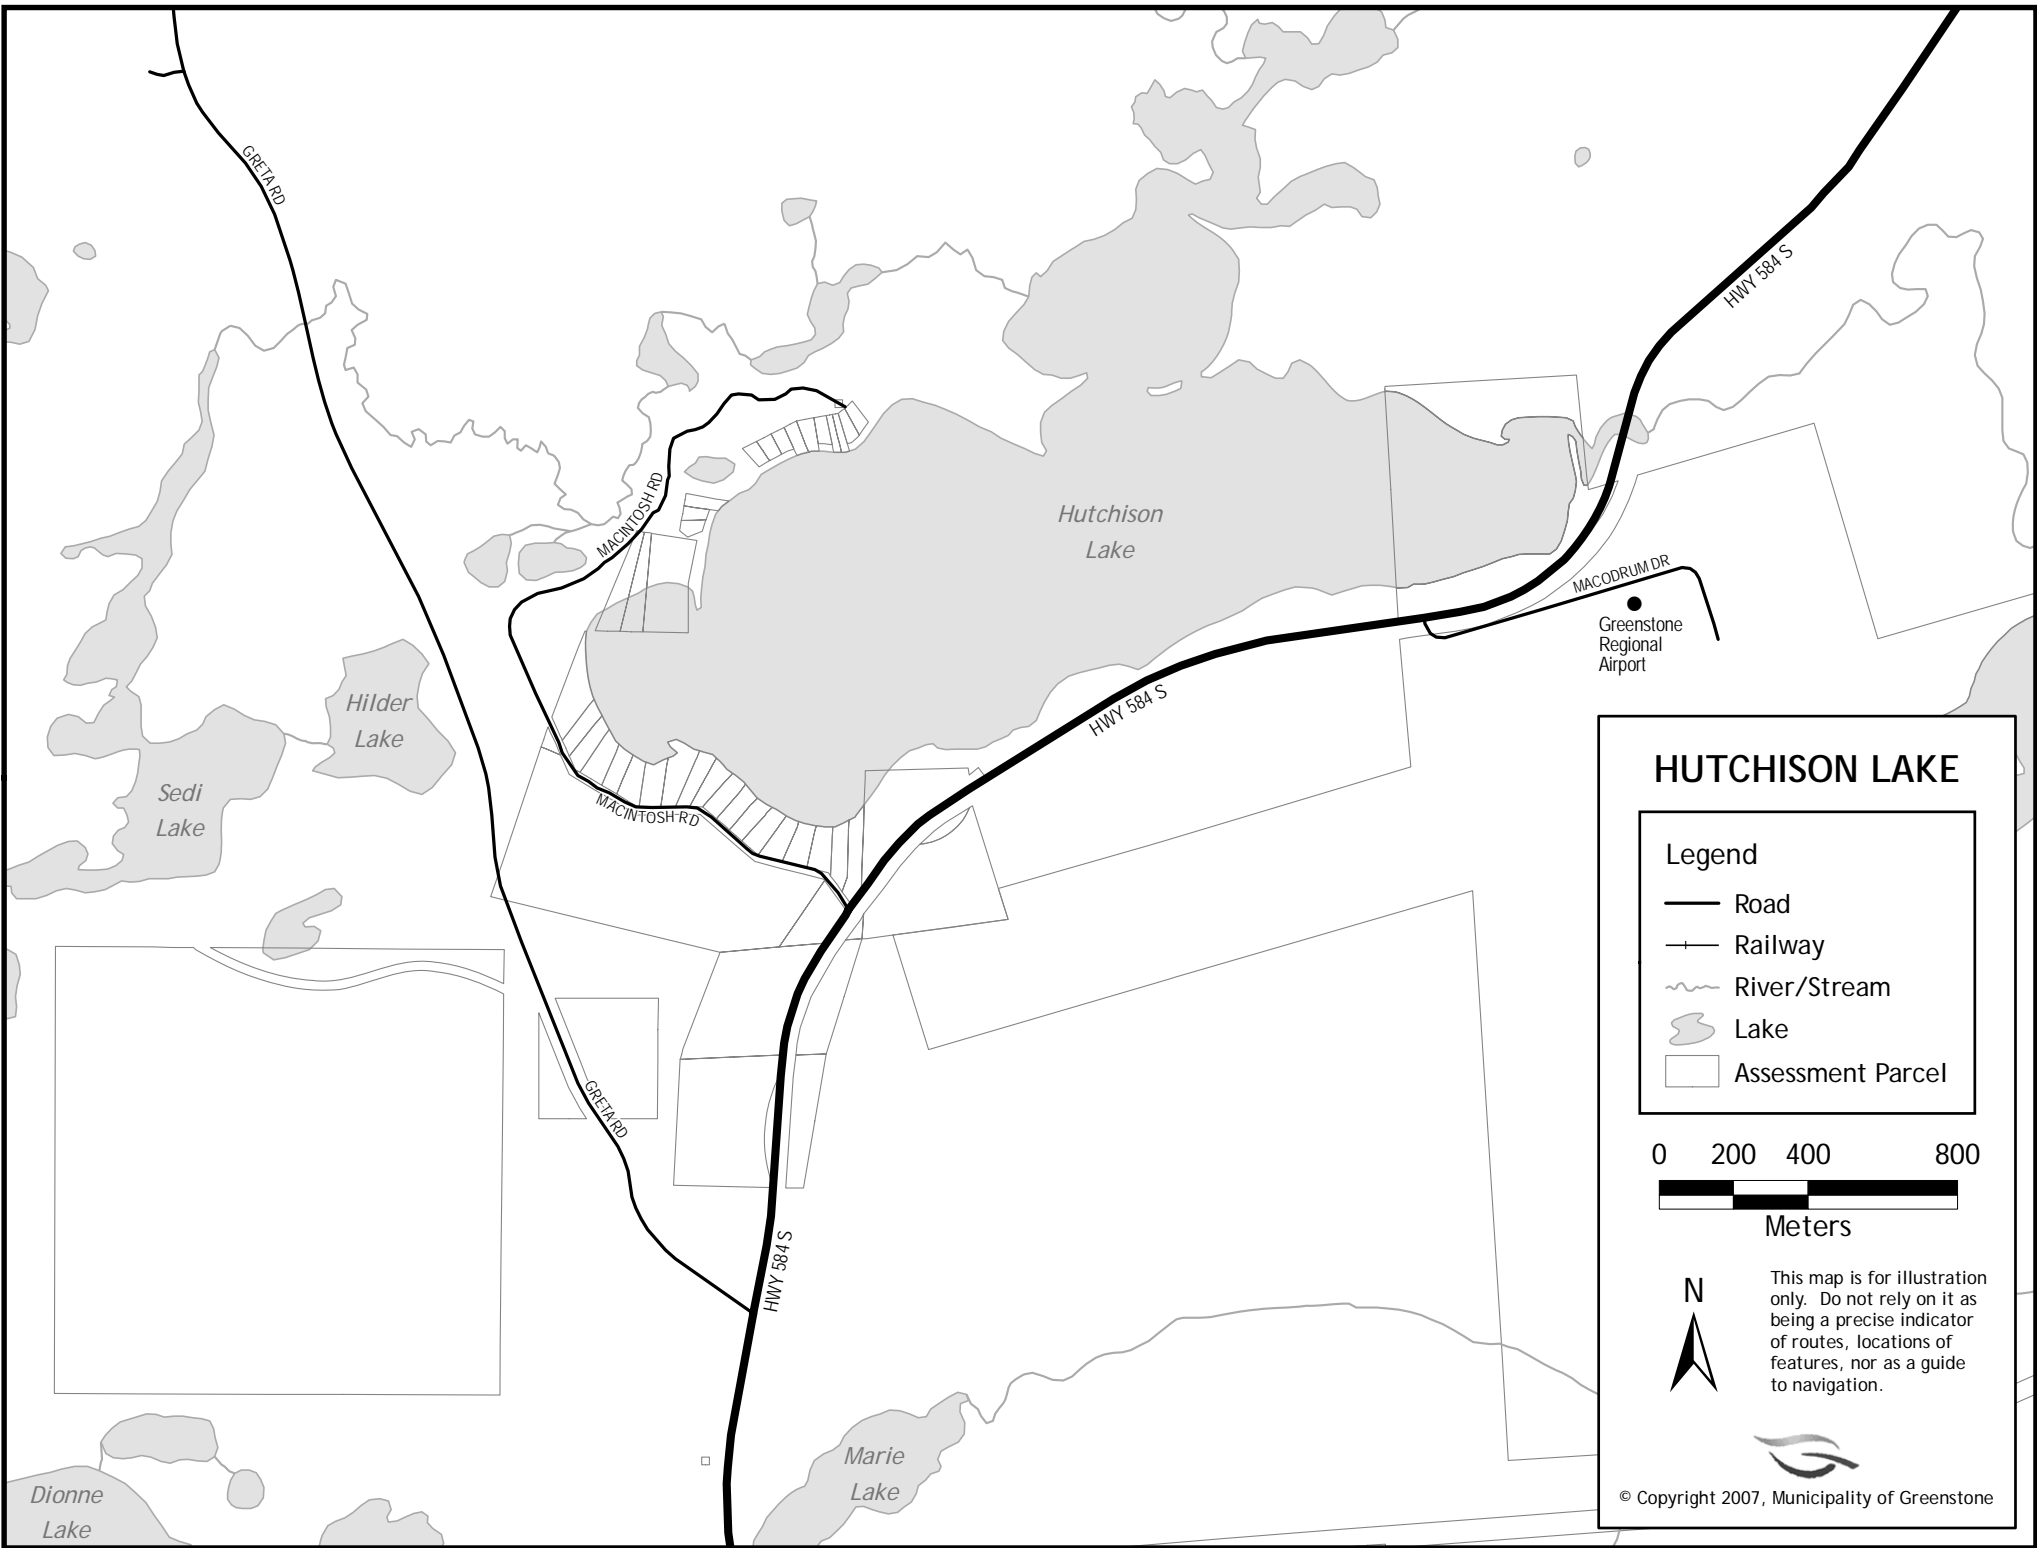 GRETA RD
HWY 584 S
MACINTOSH RD
Hutchison
Lake
MACODRUM DR
Greenstone
Regional
Airport
Hilder
Lake
HWY 584 S
Sedi
Lake
MACINTOSH RD
GRETA RD
HWY 584 S
Marie
Lake
Dionne
Lake
HUTCHISON LAKE
Legend
Road
Railway
River/Stream
Lake
Assessment Parcel
0 200 400 800
Meters
N
This map is for illustration
only. Do not rely on it as
being a precise indicator
of routes, locations of
features, nor as a guide
to navigation.
© Copyright 2007, Municipality of Greenstone